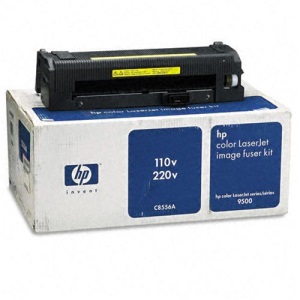 hp
invent
110v
220v
C8556A
hp
color LaserJet
image fuser kit
hp color LaserJet series/séries
9500